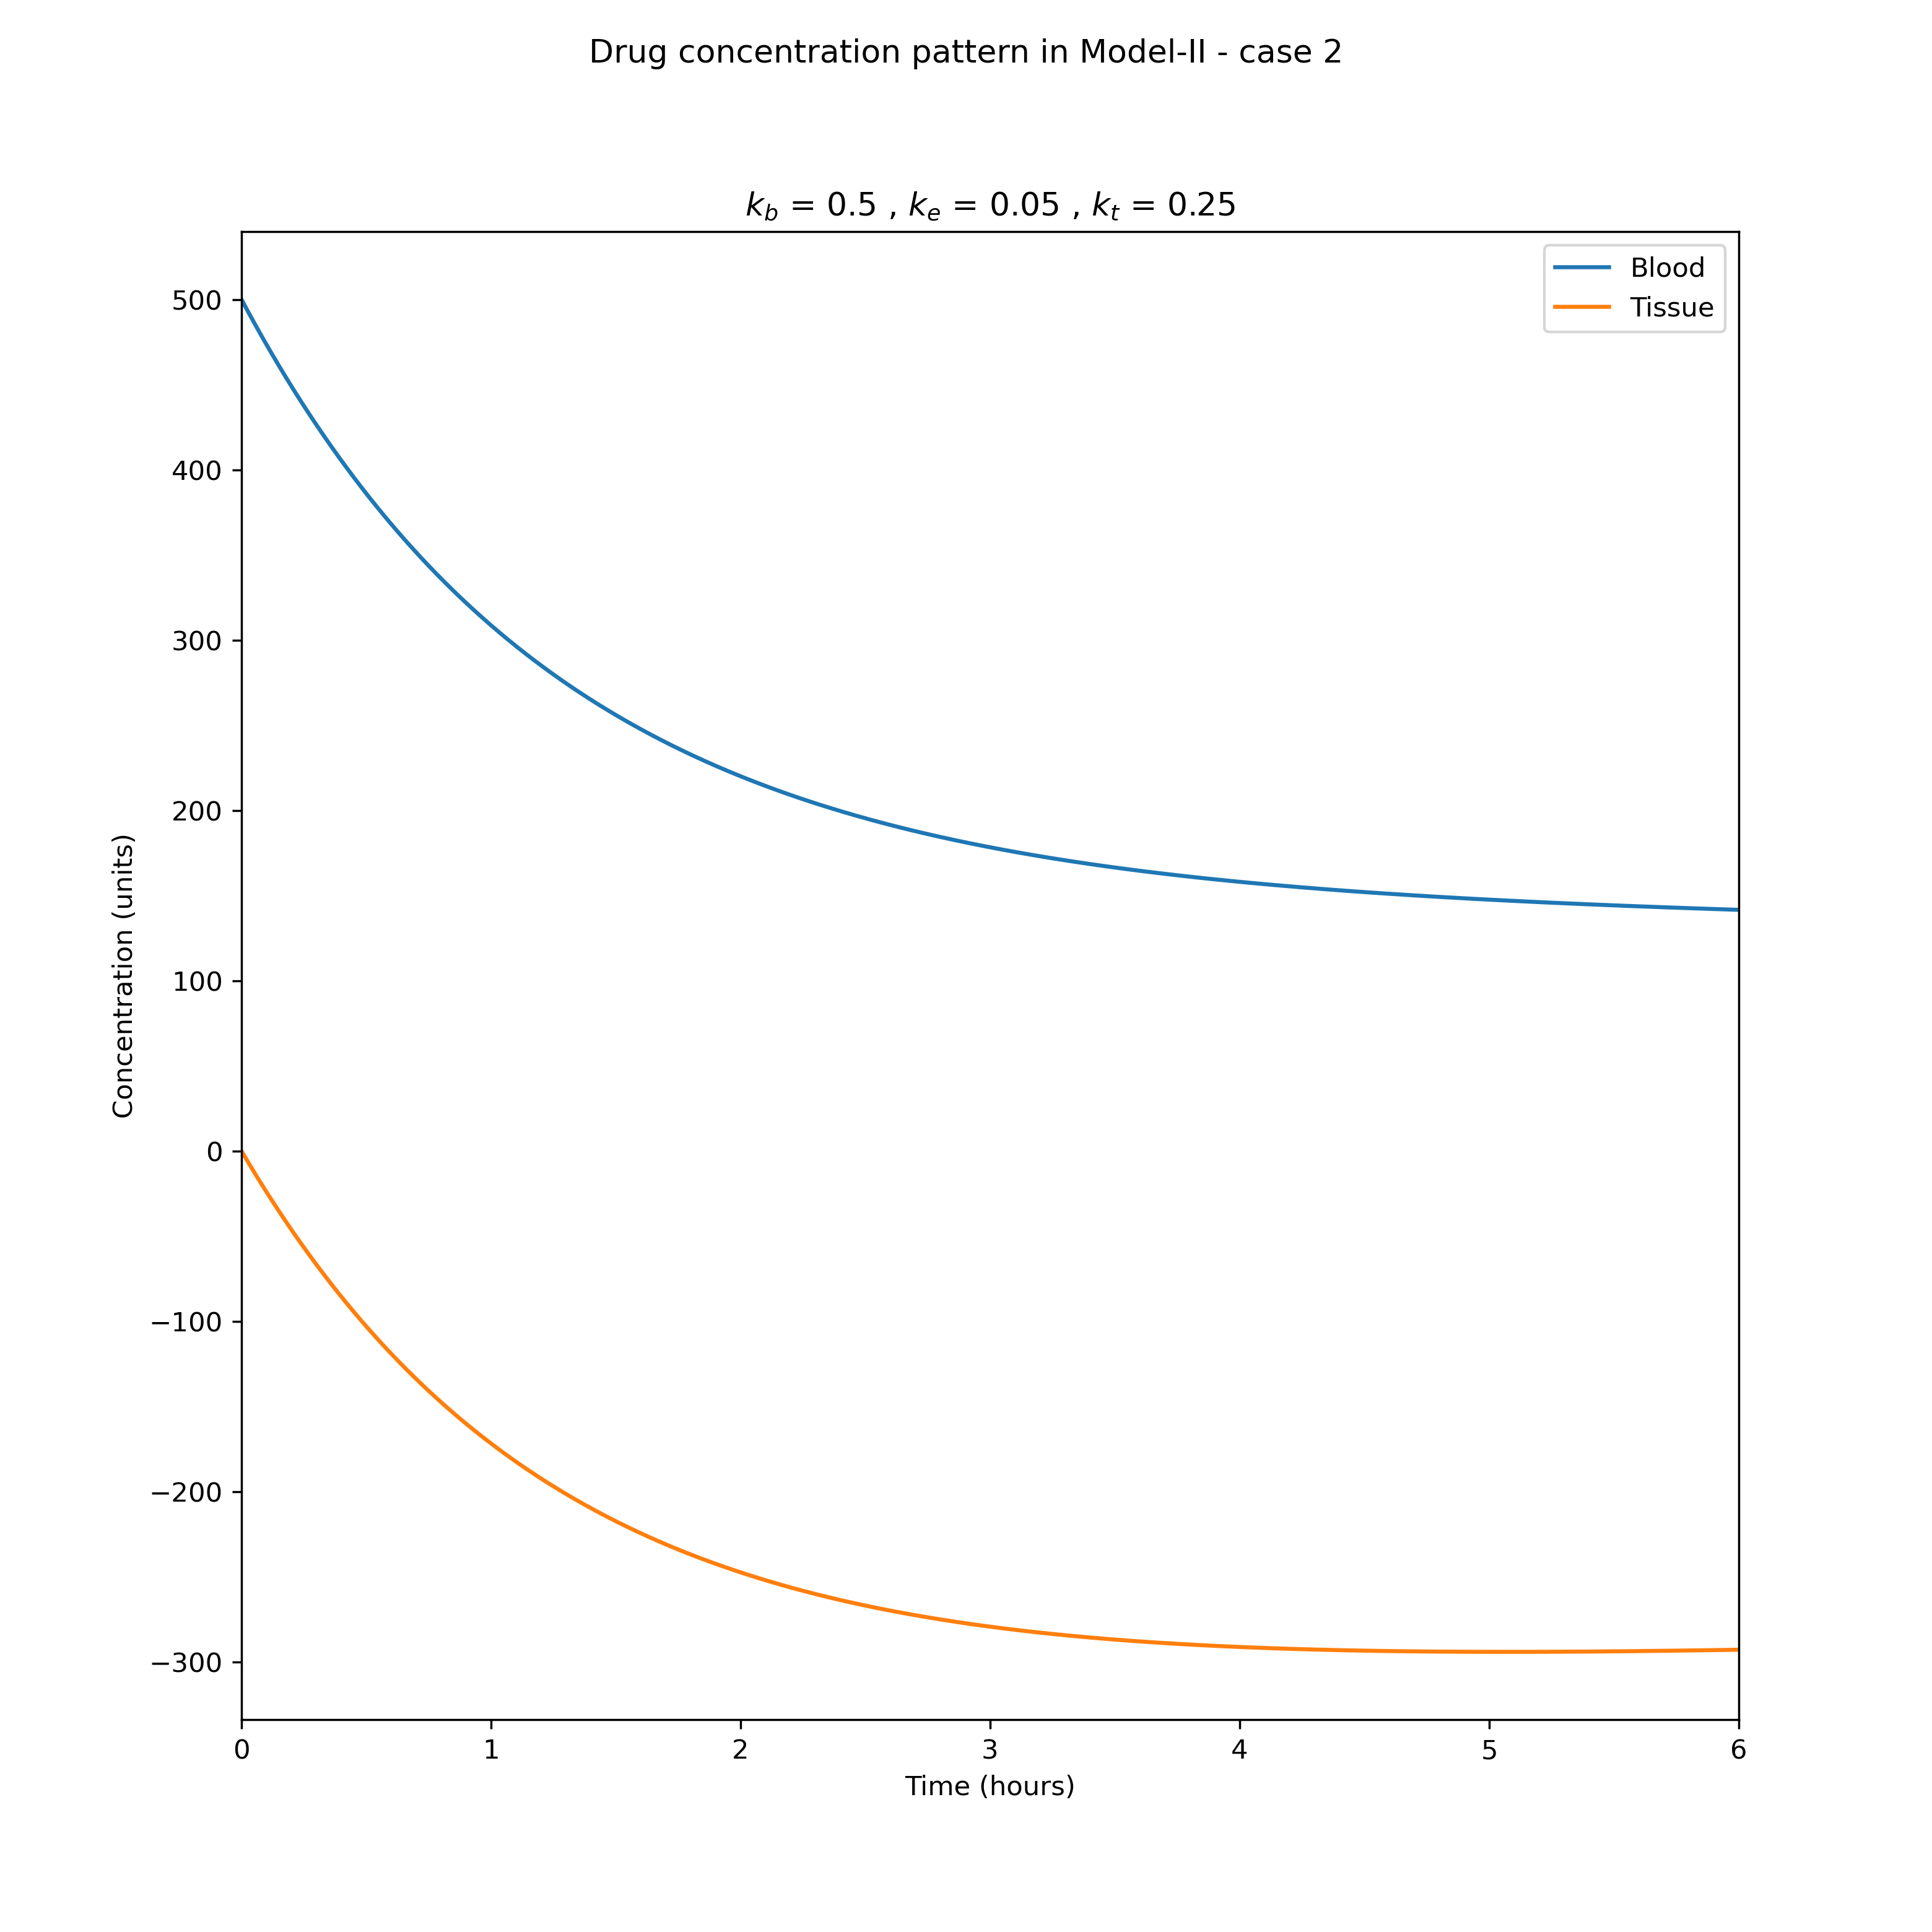 Drug concentration pattern in Model-II - case 2
k_b = 0.5 , k_e = 0.05 , k_t = 0.25
Blood
Tissue
500
400
300
200
100
0
−100
−200
−300
Concentration (units)
0 1 2 3 4 5 6
Time (hours)